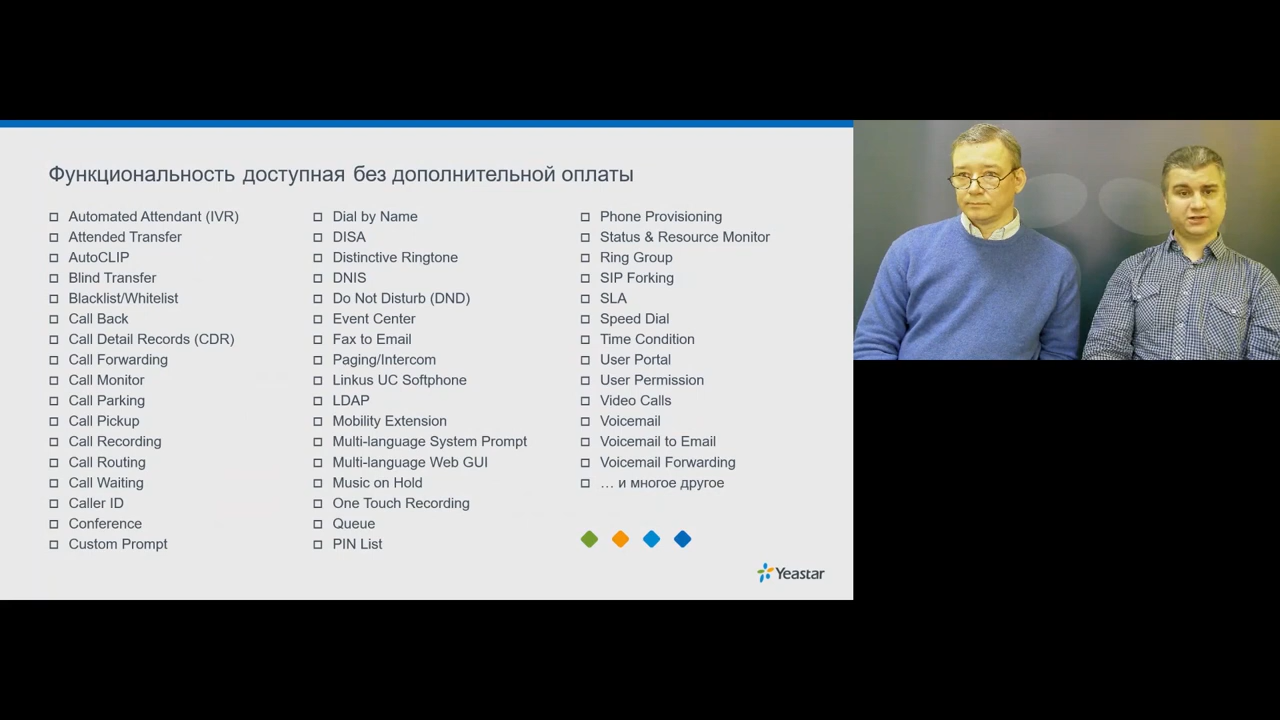 Функциональность доступная без дополнительной оплаты
Automated Attendant (IVR)
Attended Transfer
AutoCLIP
Blind Transfer
Blacklist/Whitelist
Call Back
Call Detail Records (CDR)
Call Forwarding
Call Monitor
Call Parking
Call Pickup
Call Recording
Call Routing
Call Waiting
Caller ID
Conference
Custom Prompt
Dial by Name
DISA
Distinctive Ringtone
DNIS
Do Not Disturb (DND)
Event Center
Fax to Email
Paging/Intercom
Linkus UC Softphone
LDAP
Mobility Extension
Multi-language System Prompt
Multi-language Web GUI
Music on Hold
One Touch Recording
Queue
PIN List
Phone Provisioning
Status & Resource Monitor
Ring Group
SIP Forking
SLA
Speed Dial
Time Condition
User Portal
User Permission
Video Calls
Voicemail
Voicemail to Email
Voicemail Forwarding
… и многое другое
Yeastar